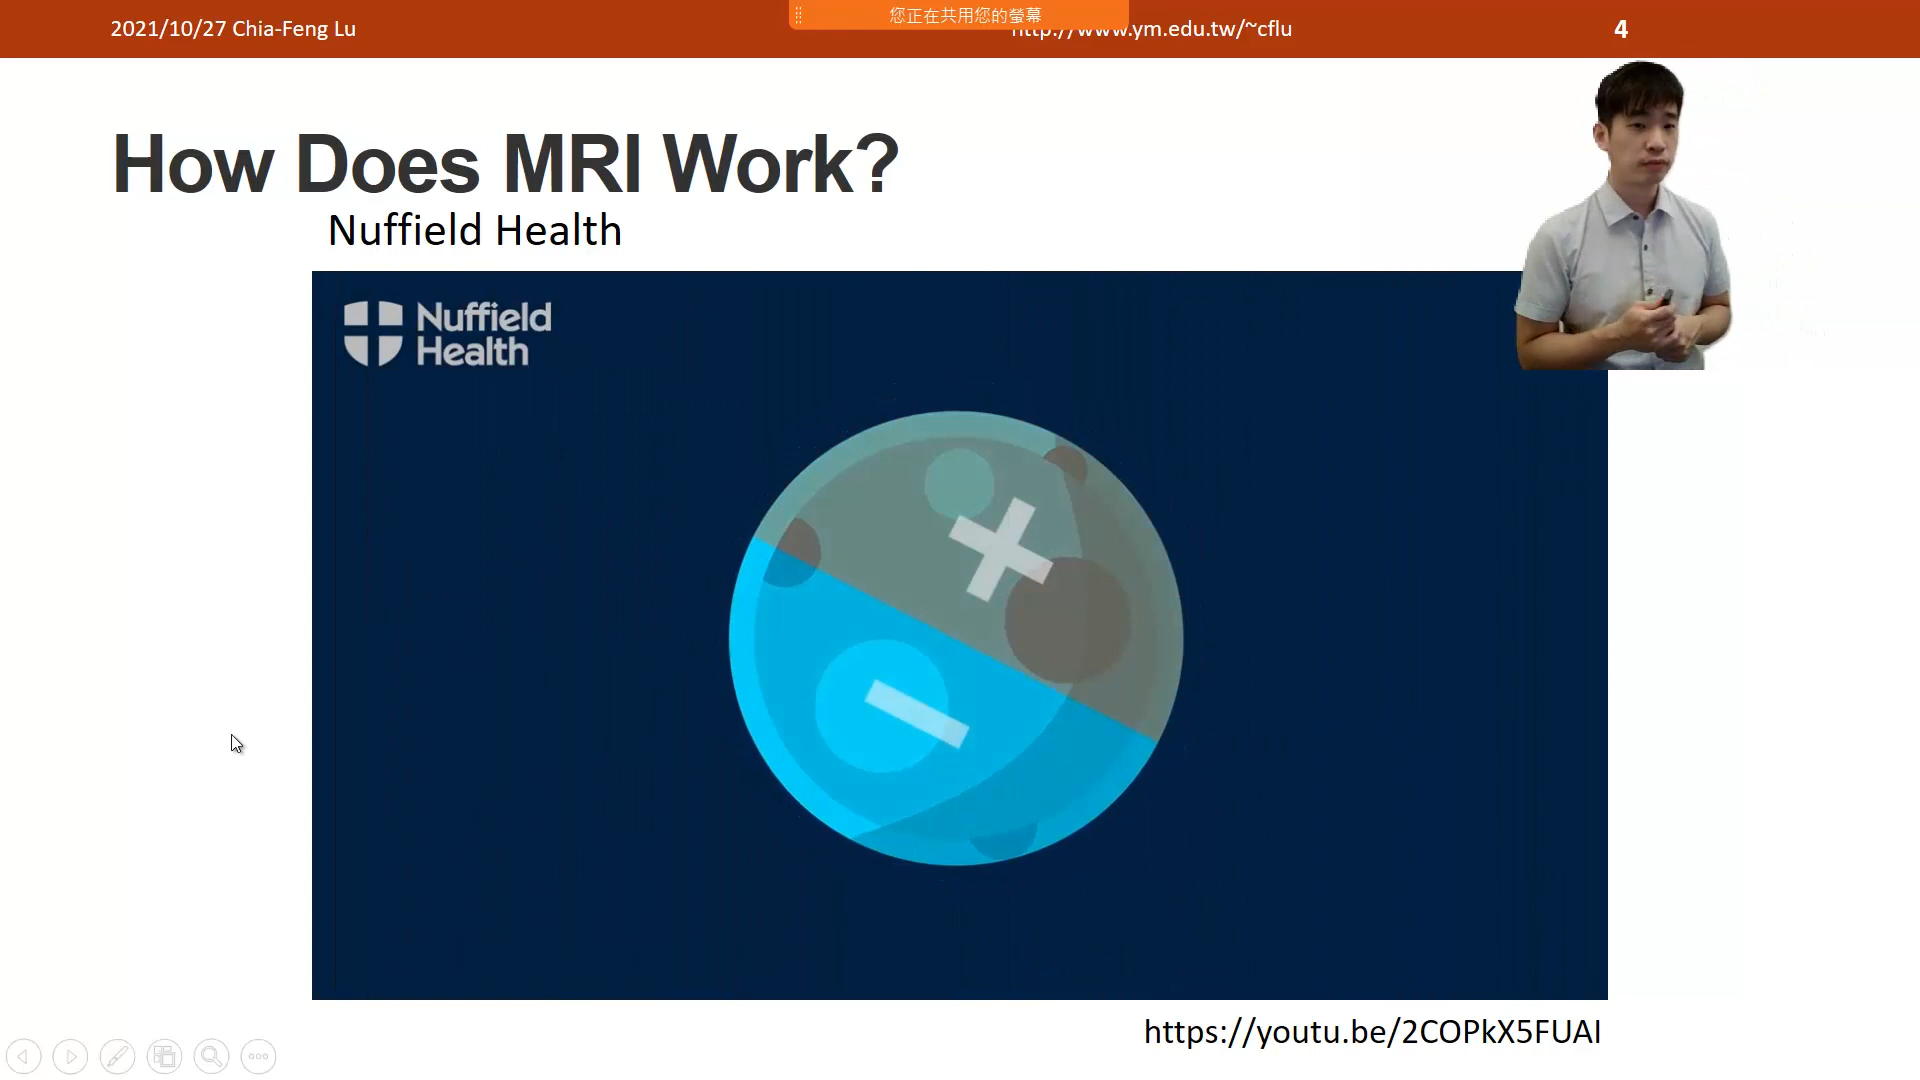 2021/10/27 Chia-Feng Lu
您正在共用您的螢幕
http://www.ym.edu.tw/~cflu
4
How Does MRI Work?
Nuffield Health
Nuffield
Health
+
−
https://youtu.be/2COPkX5FUAI